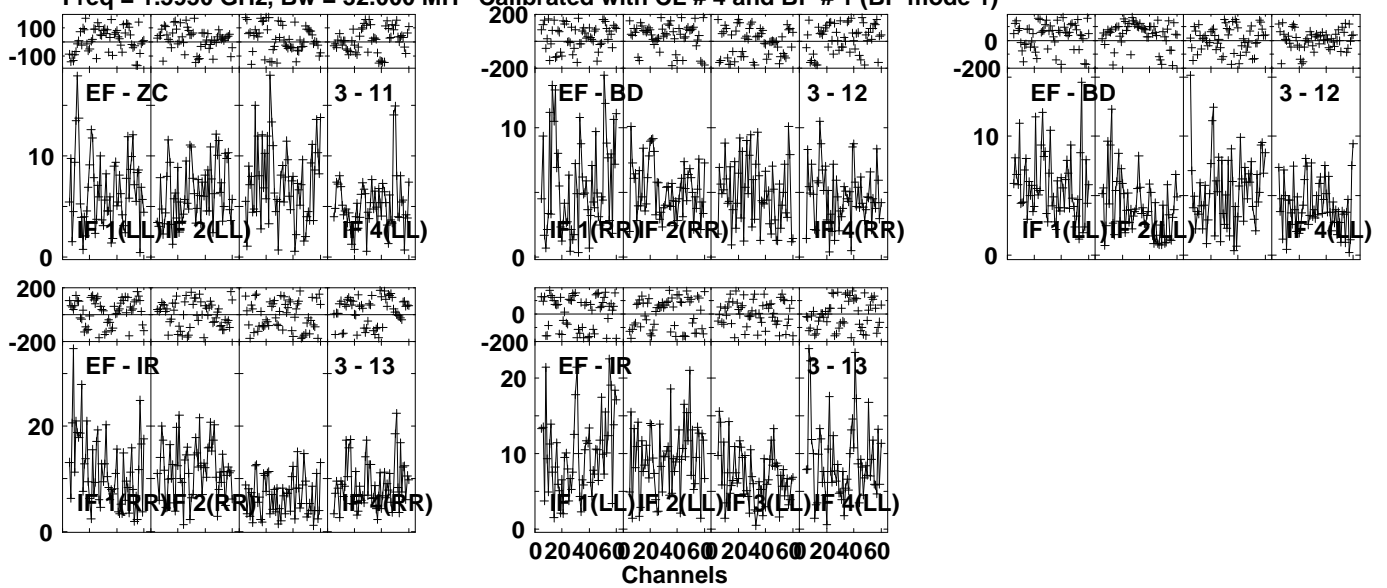 Freq = 1.9950 GHz, Bw = 32.000 MH Calibrated with CL # 4 and BP # 1 (BP mode 1)
100
-100
EF - ZC 3 - 11
10
IF 1(LL) IF 2(LL) IF 4(LL)
0
200
-200
EF - BD 3 - 12
10
IF 1(RR) IF 2(RR) IF 4(RR)
0
0
-200
EF - BD 3 - 12
10
IF 1(LL) IF 2(LL) IF 4(LL)
0
200
-200
EF - IR 3 - 13
20
IF 1(RR) IF 2(RR) IF 4(RR)
0
0
EF - IR 3 - 13
20
10
IF 1(LL) IF 2(LL) IF 3(LL) IF 4(LL)
0
0 20 40 60 0 20 40 60 0 20 40 60 0 20 40 60
Channels